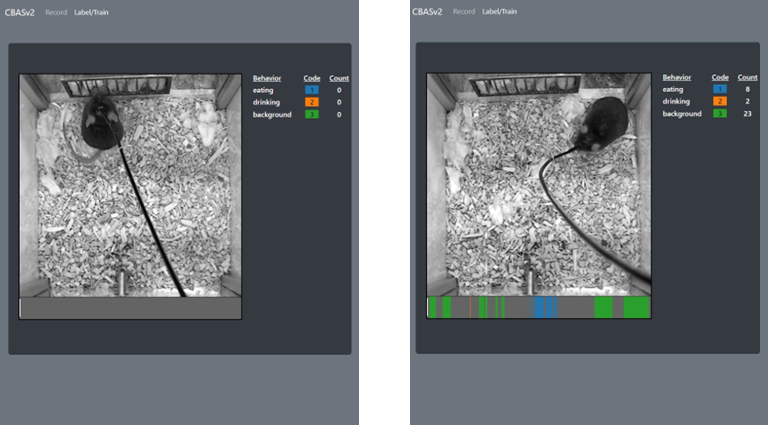 CBASv2 Record Label/Train
Behavior Code Count
eating 1 0
drinking 2 0
background 3 0
CBASv2 Record Label/Train
Behavior Code Count
eating 1 8
drinking 2 2
background 3 23